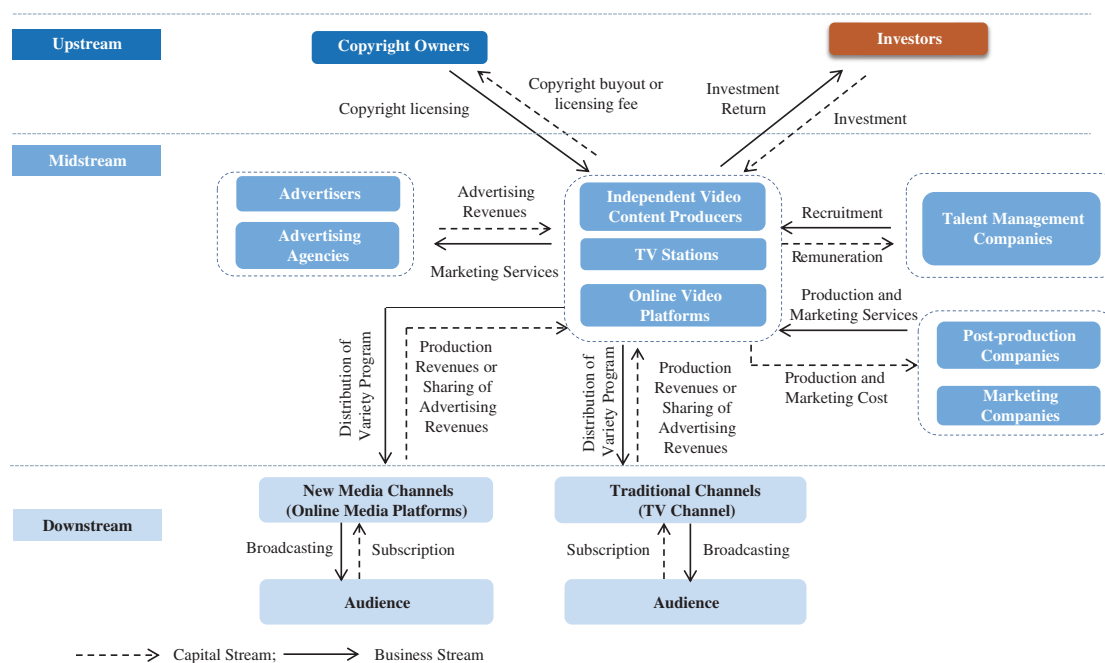 Upstream
Copyright Owners
Investors
Copyright licensing
Copyright buyout or
licensing fee
Investment
Return
Investment
Midstream
Advertisers
Advertising
Agencies
Advertising
Revenues
Marketing Services
Independent Video
Content Producers
TV Stations
Online Video
Platforms
Recruitment
Remuneration
Talent Management
Companies
Production and
Marketing Services
Production and
Marketing Cost
Post-production
Companies
Marketing
Companies
Distribution of
Variety Program
Production
Revenues or
Sharing of
Advertising
Revenues
Distribution of
Variety Program
Production
Revenues or
Sharing of
Advertising
Revenues
Downstream
New Media Channels
(Online Media Platforms)
Traditional Channels
(TV Channel)
Broadcasting
Subscription
Subscription
Broadcasting
Audience
Audience
Capital Stream;
Business Stream